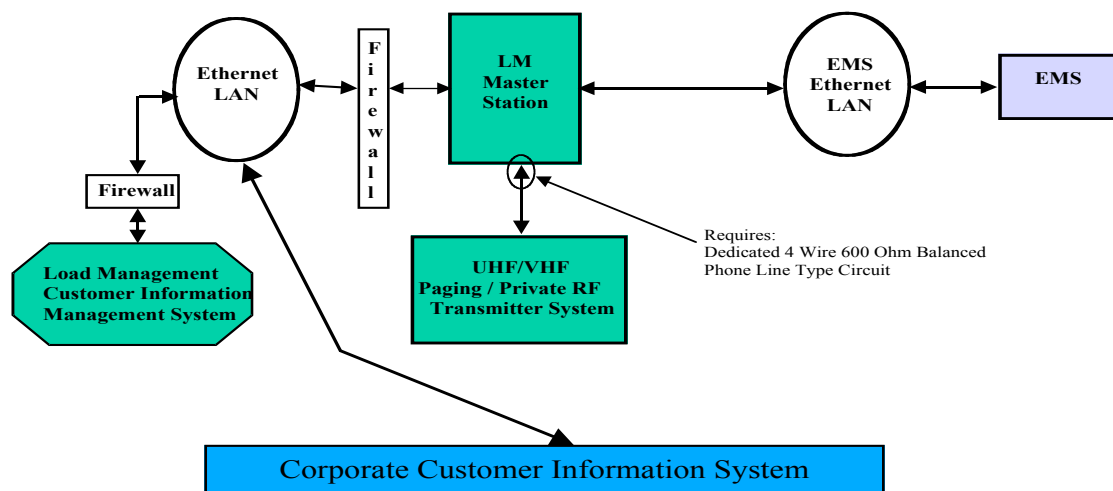 Ethernet
LAN
Firewall
LM
Master
Station
EMS
Ethernet
LAN
EMS
Firewall
Requires:
Dedicated 4 Wire 600 Ohm Balanced
Phone Line Type Circuit
Load Management
Customer Information
Management System
UHF/VHF
Paging / Private RF
Transmitter System
Corporate Customer Information System